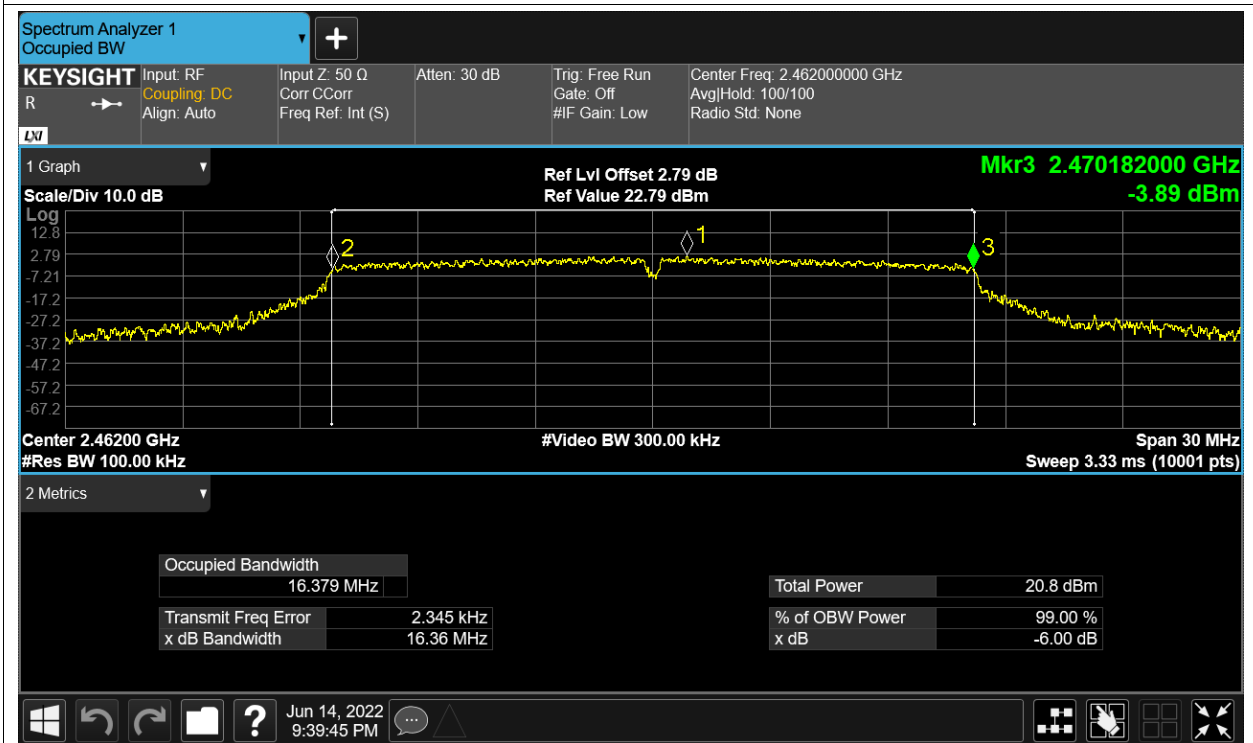 Spectrum Analyzer 1
Occupied BW
+
KEYSIGHT
R
LXI
Input: RF
Coupling: DC
Align: Auto
Input Z: 50 Ω
Corr CCorr
Freq Ref: Int (S)
Atten: 30 dB
Trig: Free Run
Gate: Off
#IF Gain: Low
Center Freq: 2.462000000 GHz
Avg|Hold: 100/100
Radio Std: None
1 Graph
Scale/Div 10.0 dB
Ref Lvl Offset 2.79 dB
Ref Value 22.79 dBm
Mkr3 2.470182000 GHz
-3.89 dBm
Log
12.8
2.79
-7.21
-17.2
-27.2
-37.2
-47.2
-57.2
-67.2
2
1
3
Center 2.46200 GHz
#Res BW 100.00 kHz
#Video BW 300.00 kHz
Span 30 MHz
Sweep 3.33 ms (10001 pts)
2 Metrics
Occupied Bandwidth
16.379 MHz
Transmit Freq Error 2.345 kHz
x dB Bandwidth 16.36 MHz
Total Power 20.8 dBm
% of OBW Power 99.00 %
x dB -6.00 dB
?
Jun 14, 2022
9:39:45 PM